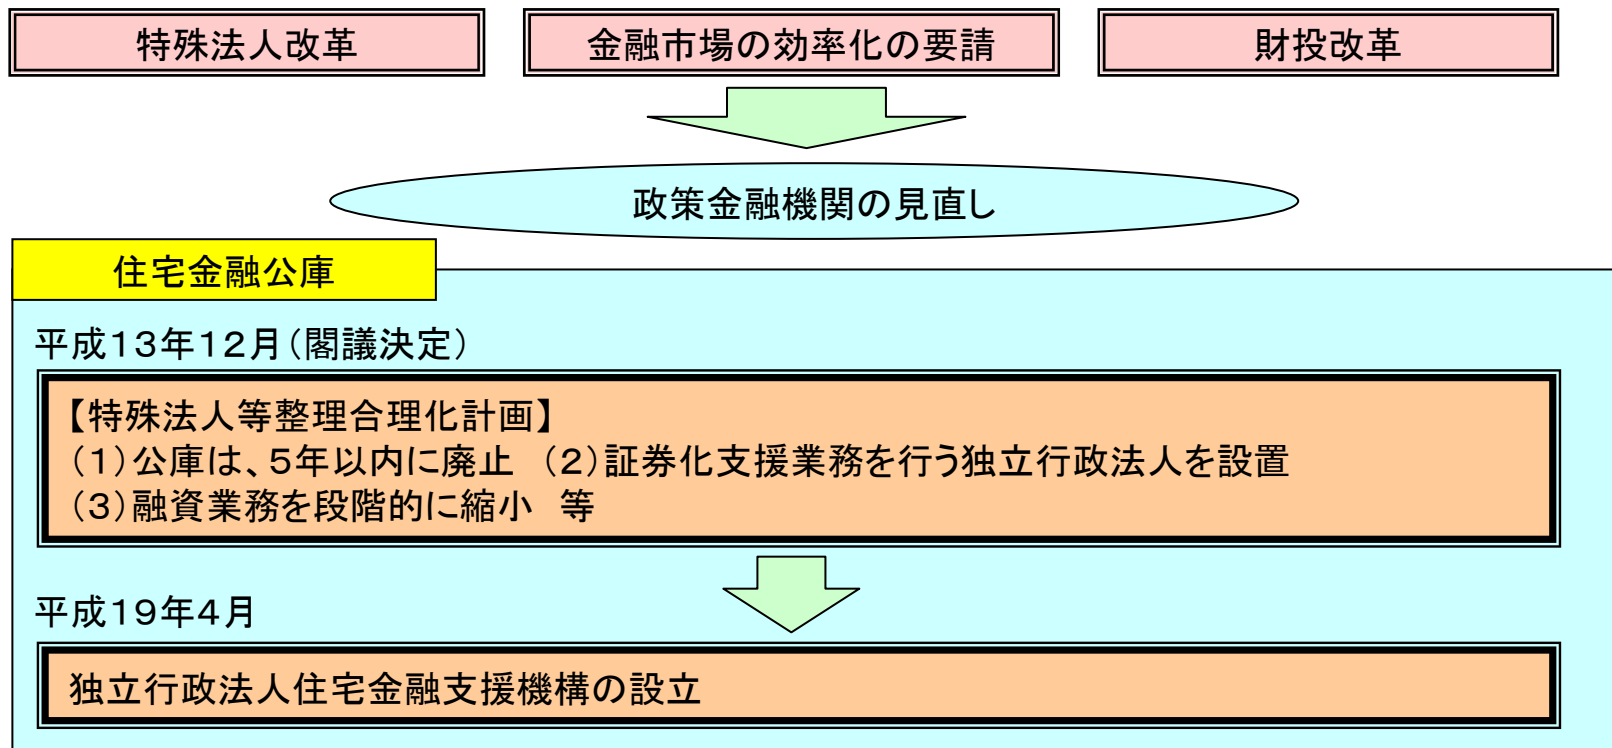 特殊法人改革
金融市場の効率化の要請
財投改革
政策金融機関の見直し
住宅金融公庫
平成13年12月（閣議決定）
【特殊法人等整理合理化計画】
（1）公庫は、5年以内に廃止　（2）証券化支援業務を行う独立行政法人を設置
（3）融資業務を段階的に縮小　等
平成19年4月
独立行政法人住宅金融支援機構の設立